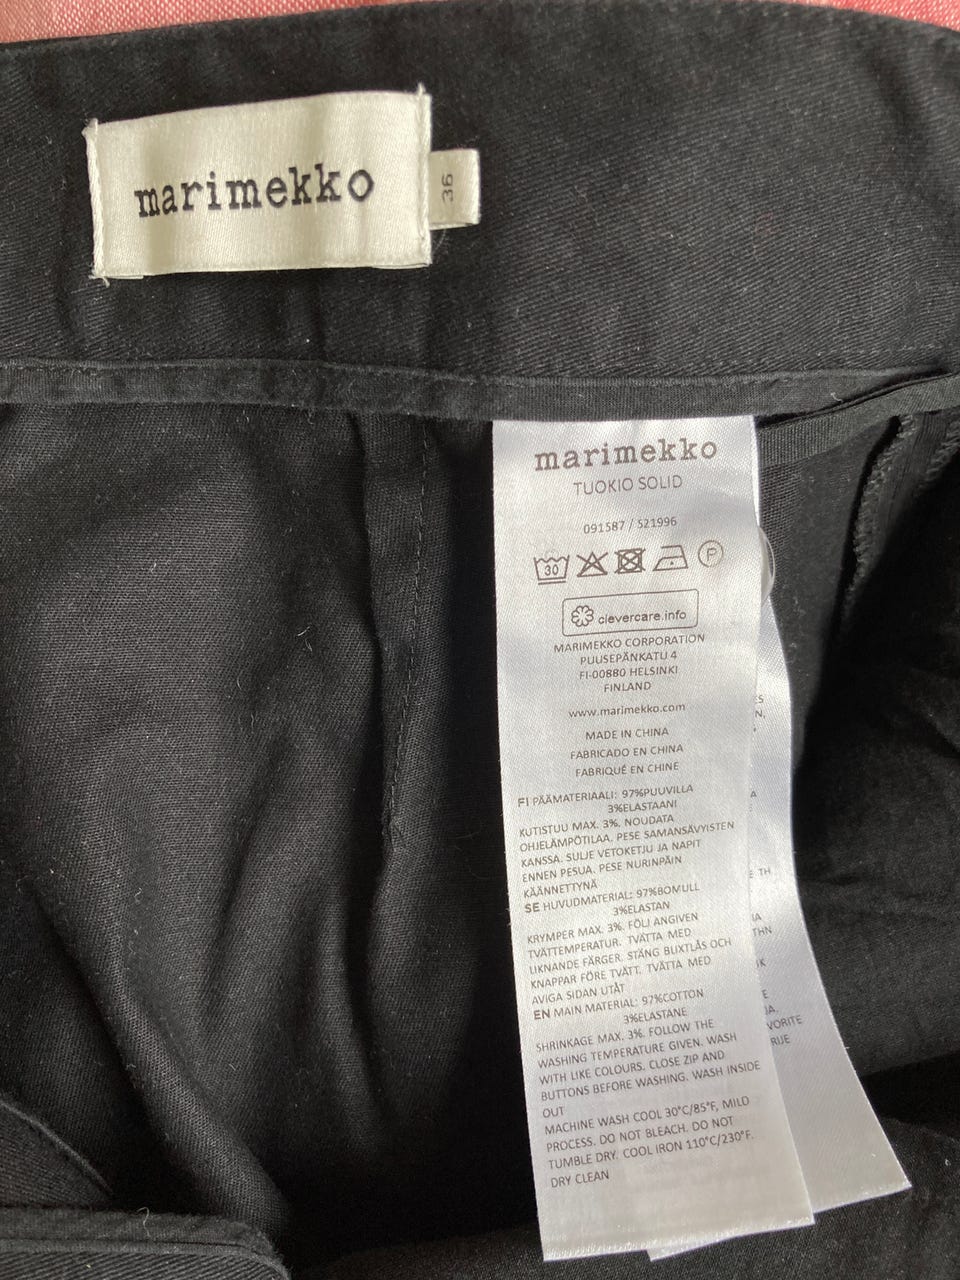 marimekko
36
marimekko
TUOKIO SOLID
091587 / 521996
30
P
clevercare.info
MARIMEKKO CORPORATION
PUUSEPÄNKATU 4
FI-00880 HELSINKI
FINLAND
www.marimekko.com
MADE IN CHINA
FABRICADO EN CHINA
FABRIQUÉ EN CHINE
FI PÄÄMATERIAALI: 97%PUUVILLA
3%ELASTAANI
KUTISTUU MAX. 3%. NOUDATA
OHJELÄMPÖTILAA. PESE SAMANSÄVYISTEN
KANSSA. SULJE VETOKETJU JA NAPIT
ENNEN PESUA. PESE NURINPÄIN
KÄÄNNETTYNÄ
SE HUVUDMATERIAL: 97%BOMULL
3%ELASTAN
KRYMPER MAX. 3%. FÖLJ ANGIVEN
TVÄTTEMPERATUR. TVÄTTA MED
LIKNANDE FÄRGER. STÄNG BLIXTLÅS OCH
KNAPPAR FÖRE TVÄTT. TVÄTTA MED
AVIGA SIDAN UTÅT
EN MAIN MATERIAL: 97%COTTON
3%ELASTANE
SHRINKAGE MAX. 3%. FOLLOW THE
WASHING TEMPERATURE GIVEN. WASH
WITH LIKE COLOURS. CLOSE ZIP AND
BUTTONS BEFORE WASHING. WASH INSIDE
OUT
MACHINE WASH COOL 30°C/85°F, MILD
PROCESS. DO NOT BLEACH. DO NOT
TUMBLE DRY. COOL IRON 110°C/230°F.
DRY CLEAN